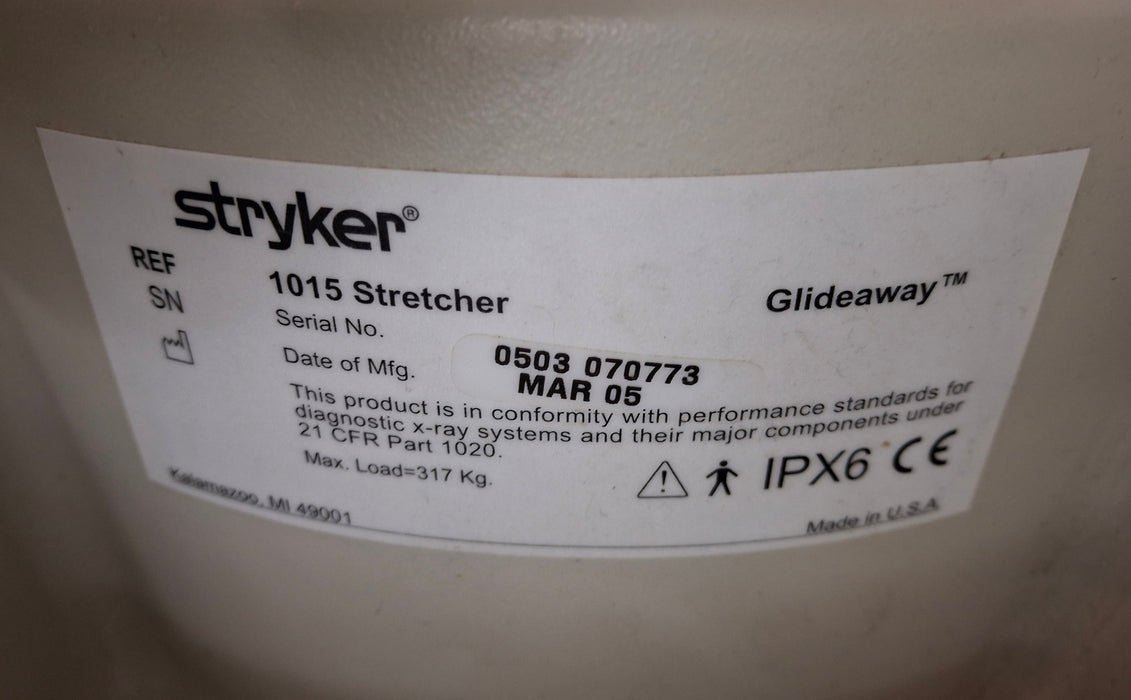 stryker®
REF
1015 Stretcher
Glideaway™
SN
Serial No.
0503 070773
Date of Mfg.
MAR 05
This product is in conformity with performance standards for
diagnostic x-ray systems and their major components under
21 CFR Part 1020.
Max. Load=317 Kg.
IPX6 CE
Kalamazoo, MI 49001
Made in U.S.A.